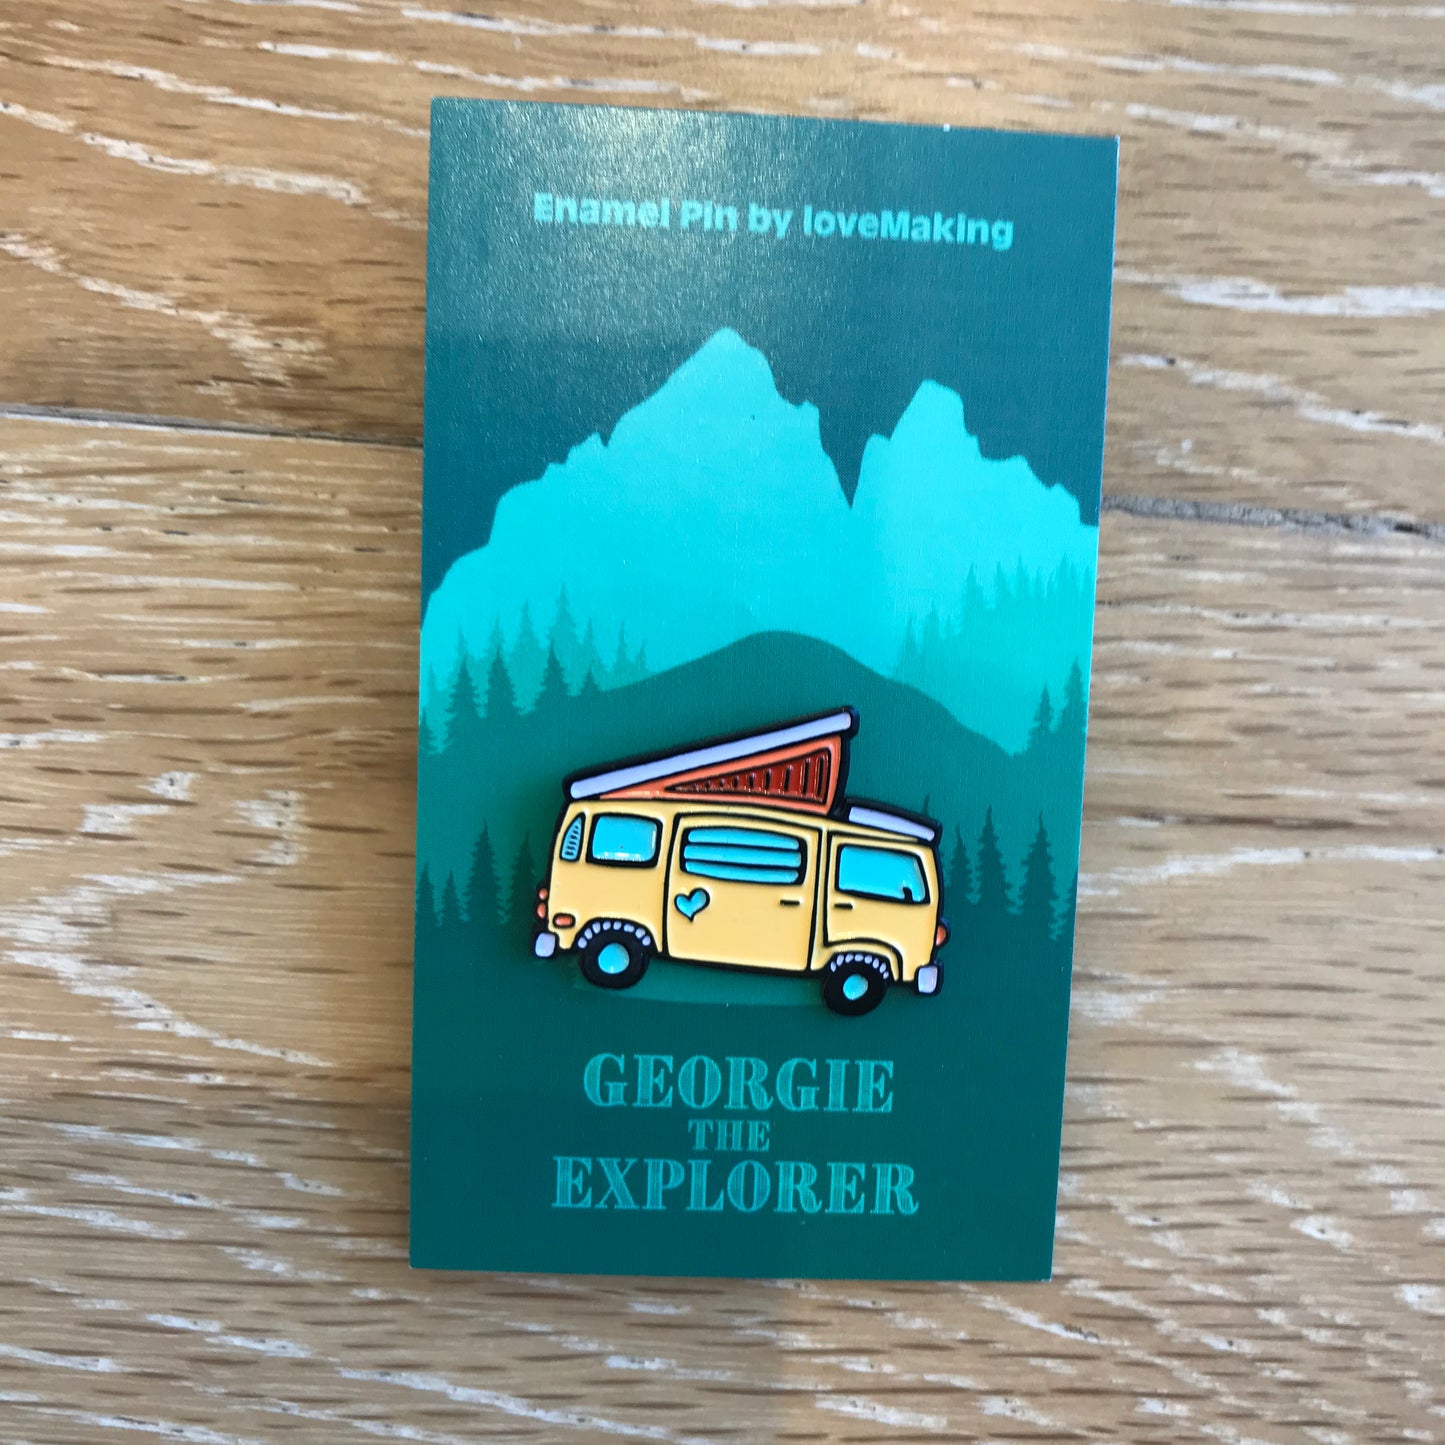 Enamel Pin by loveMaking
GEORGIE
THE
EXPLORER